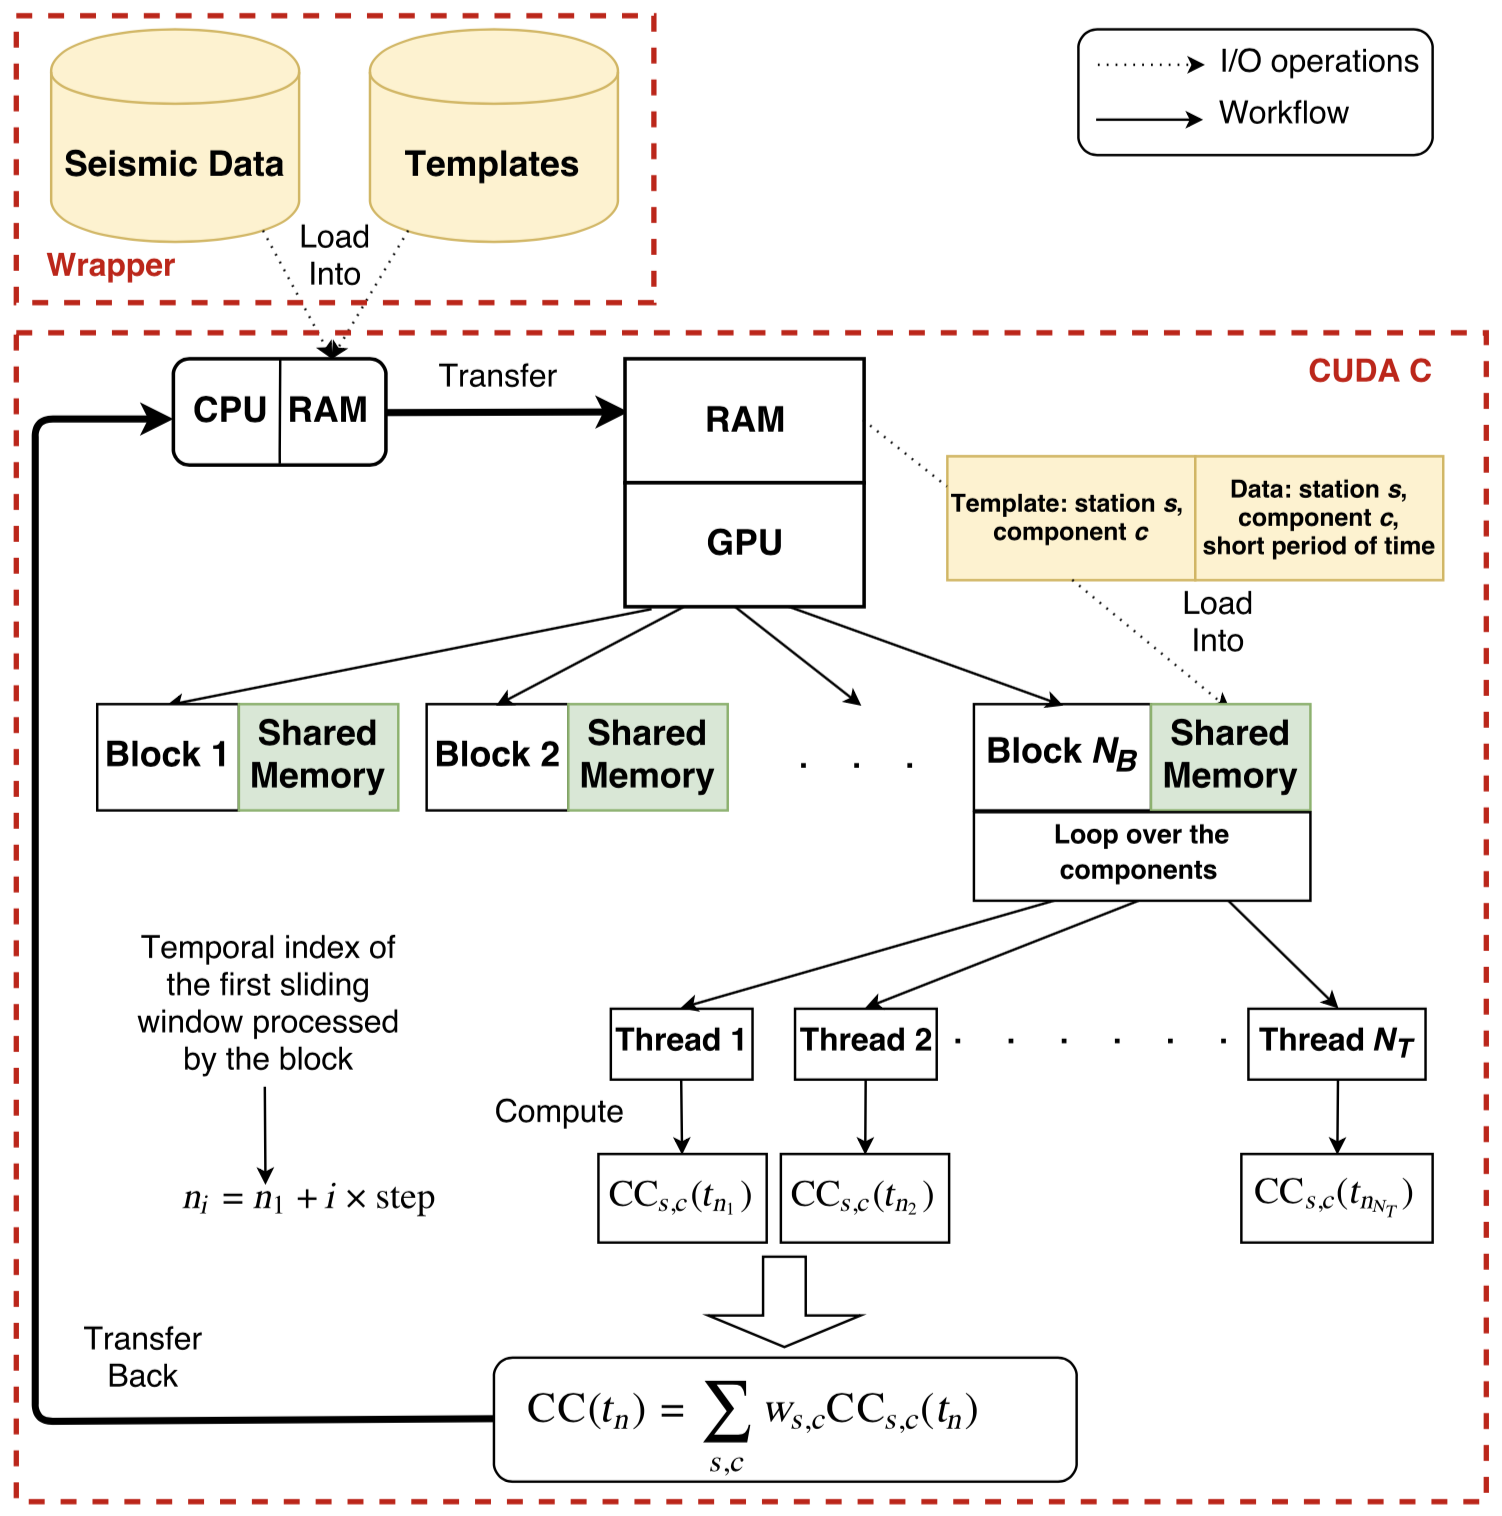 Seismic Data
Templates
I/O operations
Workflow
Load
Into
Wrapper
CUDA C
CPU
RAM
Transfer
RAM
GPU
Template: station s,
component c
Data: station s,
component c,
short period of time
Load
Into
Block 1
Shared
Memory
Block 2
Shared
Memory
. . .
Block N_B
Shared
Memory
Loop over the
components
Temporal index of
the first sliding
window processed
by the block
Thread 1
Thread 2
. . . . . .
Thread N_T
Compute
n_i = n_1 + i × step
CC_{s,c}(t_{n_1})
CC_{s,c}(t_{n_2})
CC_{s,c}(t_{n_{N_T}})
Transfer
Back
CC(t_n) = ∑_{s,c} w_{s,c}CC_{s,c}(t_n)